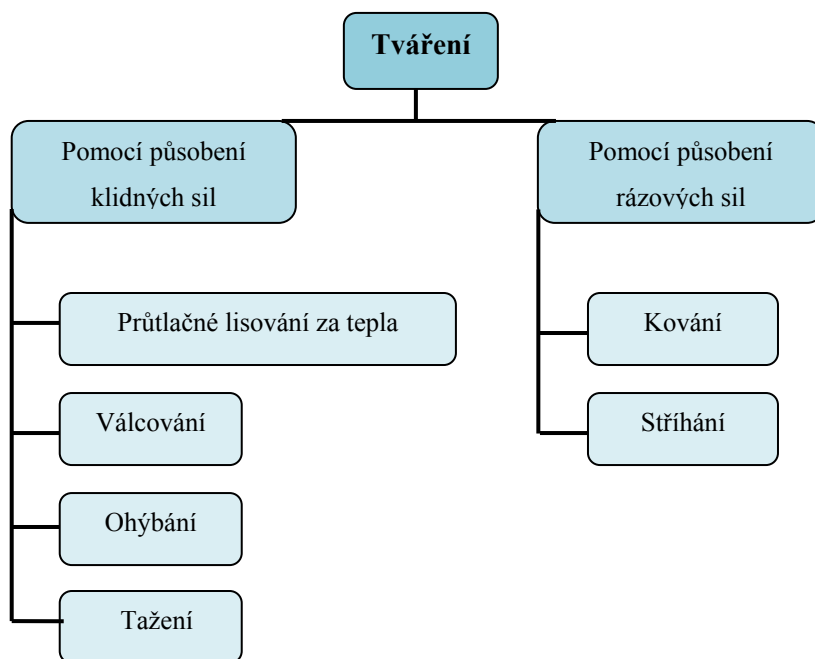 Tváření
Pomocí působení
klidných sil
Průtlačné lisování za tepla
Válcování
Ohýbání
Tažení
Pomocí působení
rázových sil
Kování
Stříhání